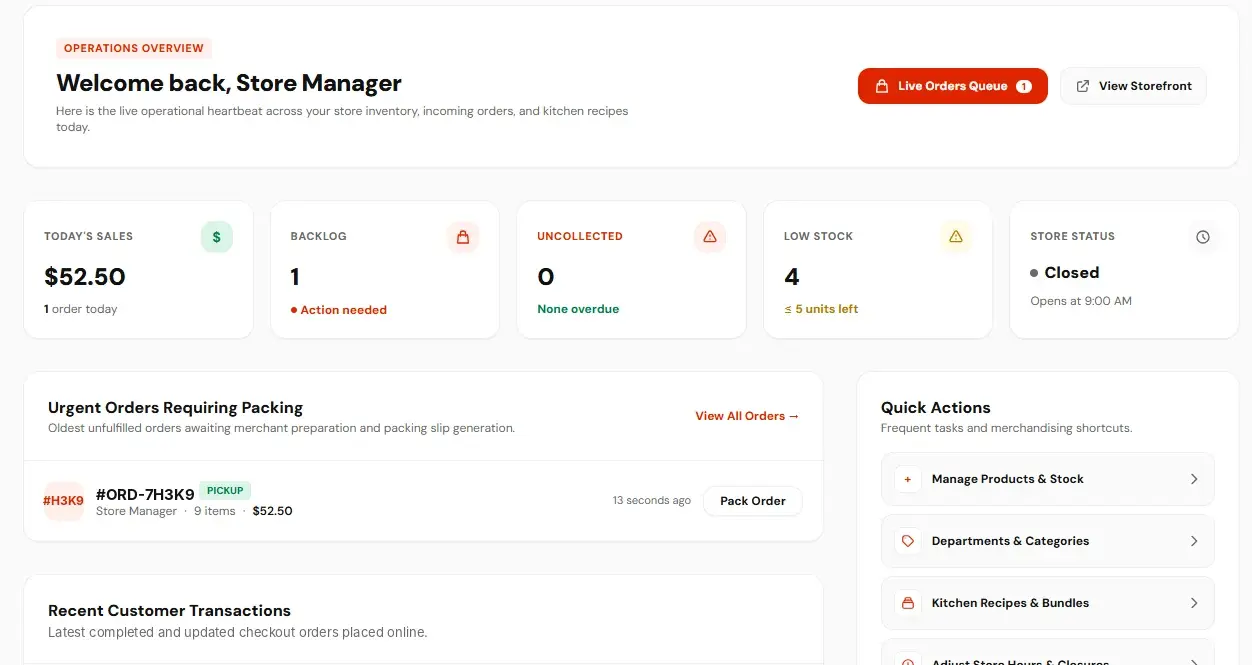 OPERATIONS OVERVIEW
Welcome back, Store Manager
Here is the live operational heartbeat across your store inventory, incoming orders, and kitchen recipes
today.
Live Orders Queue 1
View Storefront
TODAY'S SALES
$
$52.50
1 order today
BACKLOG
1
Action needed
UNCOLLECTED
0
None overdue
LOW STOCK
4
≤ 5 units left
STORE STATUS
Closed
Opens at 9:00 AM
Urgent Orders Requiring Packing
Oldest unfulfilled orders awaiting merchant preparation and packing slip generation.
View All Orders →
#H3K9
#ORD-7H3K9 PICKUP
Store Manager · 9 items · $52.50
13 seconds ago
Pack Order
Recent Customer Transactions
Latest completed and updated checkout orders placed online.
Quick Actions
Frequent tasks and merchandising shortcuts.
+ Manage Products & Stock
Departments & Categories
Kitchen Recipes & Bundles
Adjust Store Hours & Closures